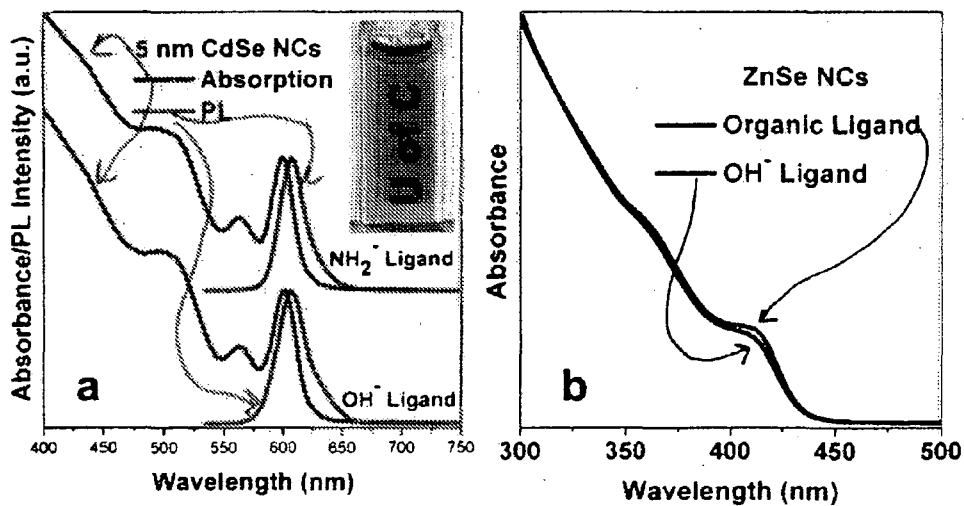 Absorbance/PL Intensity (a.u.)
5 nm CdSe NCs
Absorption
PL
U of C
NH2- Ligand
OH- Ligand
a
400 450 500 550 600 650 700 750
Wavelength (nm)
Absorbance
ZnSe NCs
Organic Ligand
OH- Ligand
b
300 350 400 450 500
Wavelength (nm)